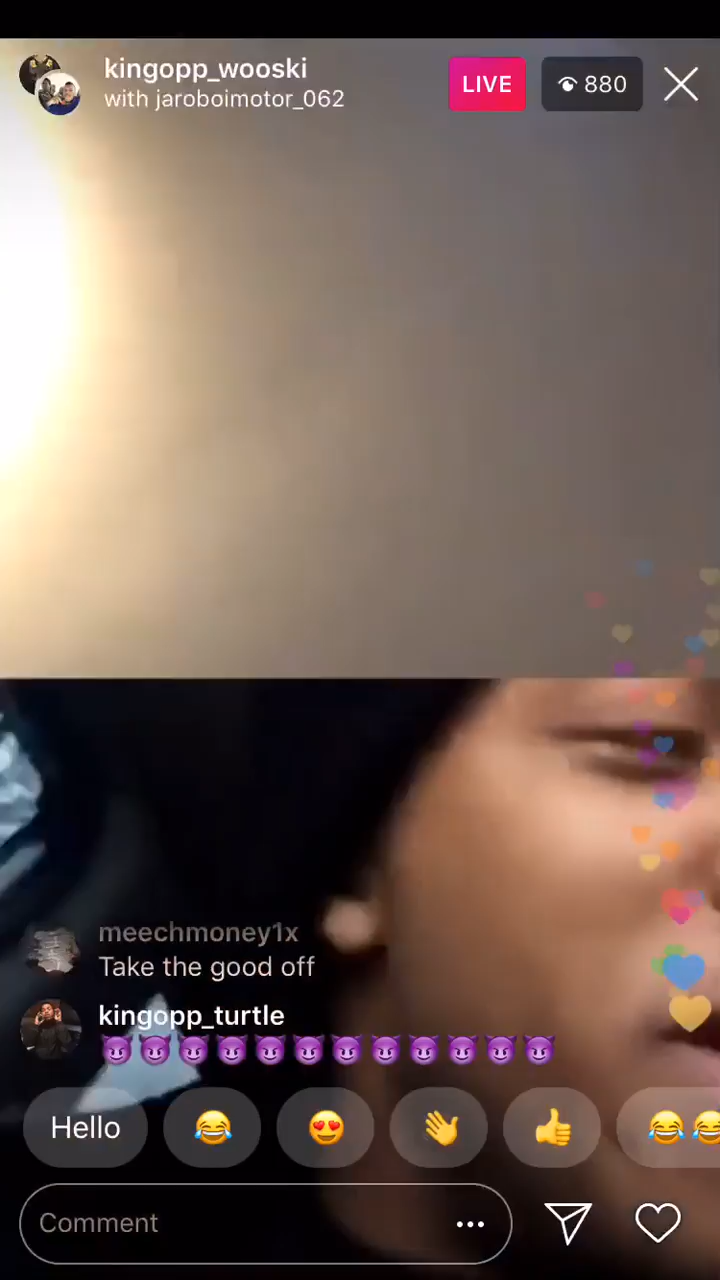 kingopp_wooski
with jaroboimotor_062
LIVE
880
meechmoney1x
Take the good off
kingopp_turtle
😈😈😈😈😈😈😈😈😈😈😈😈
Hello
Comment